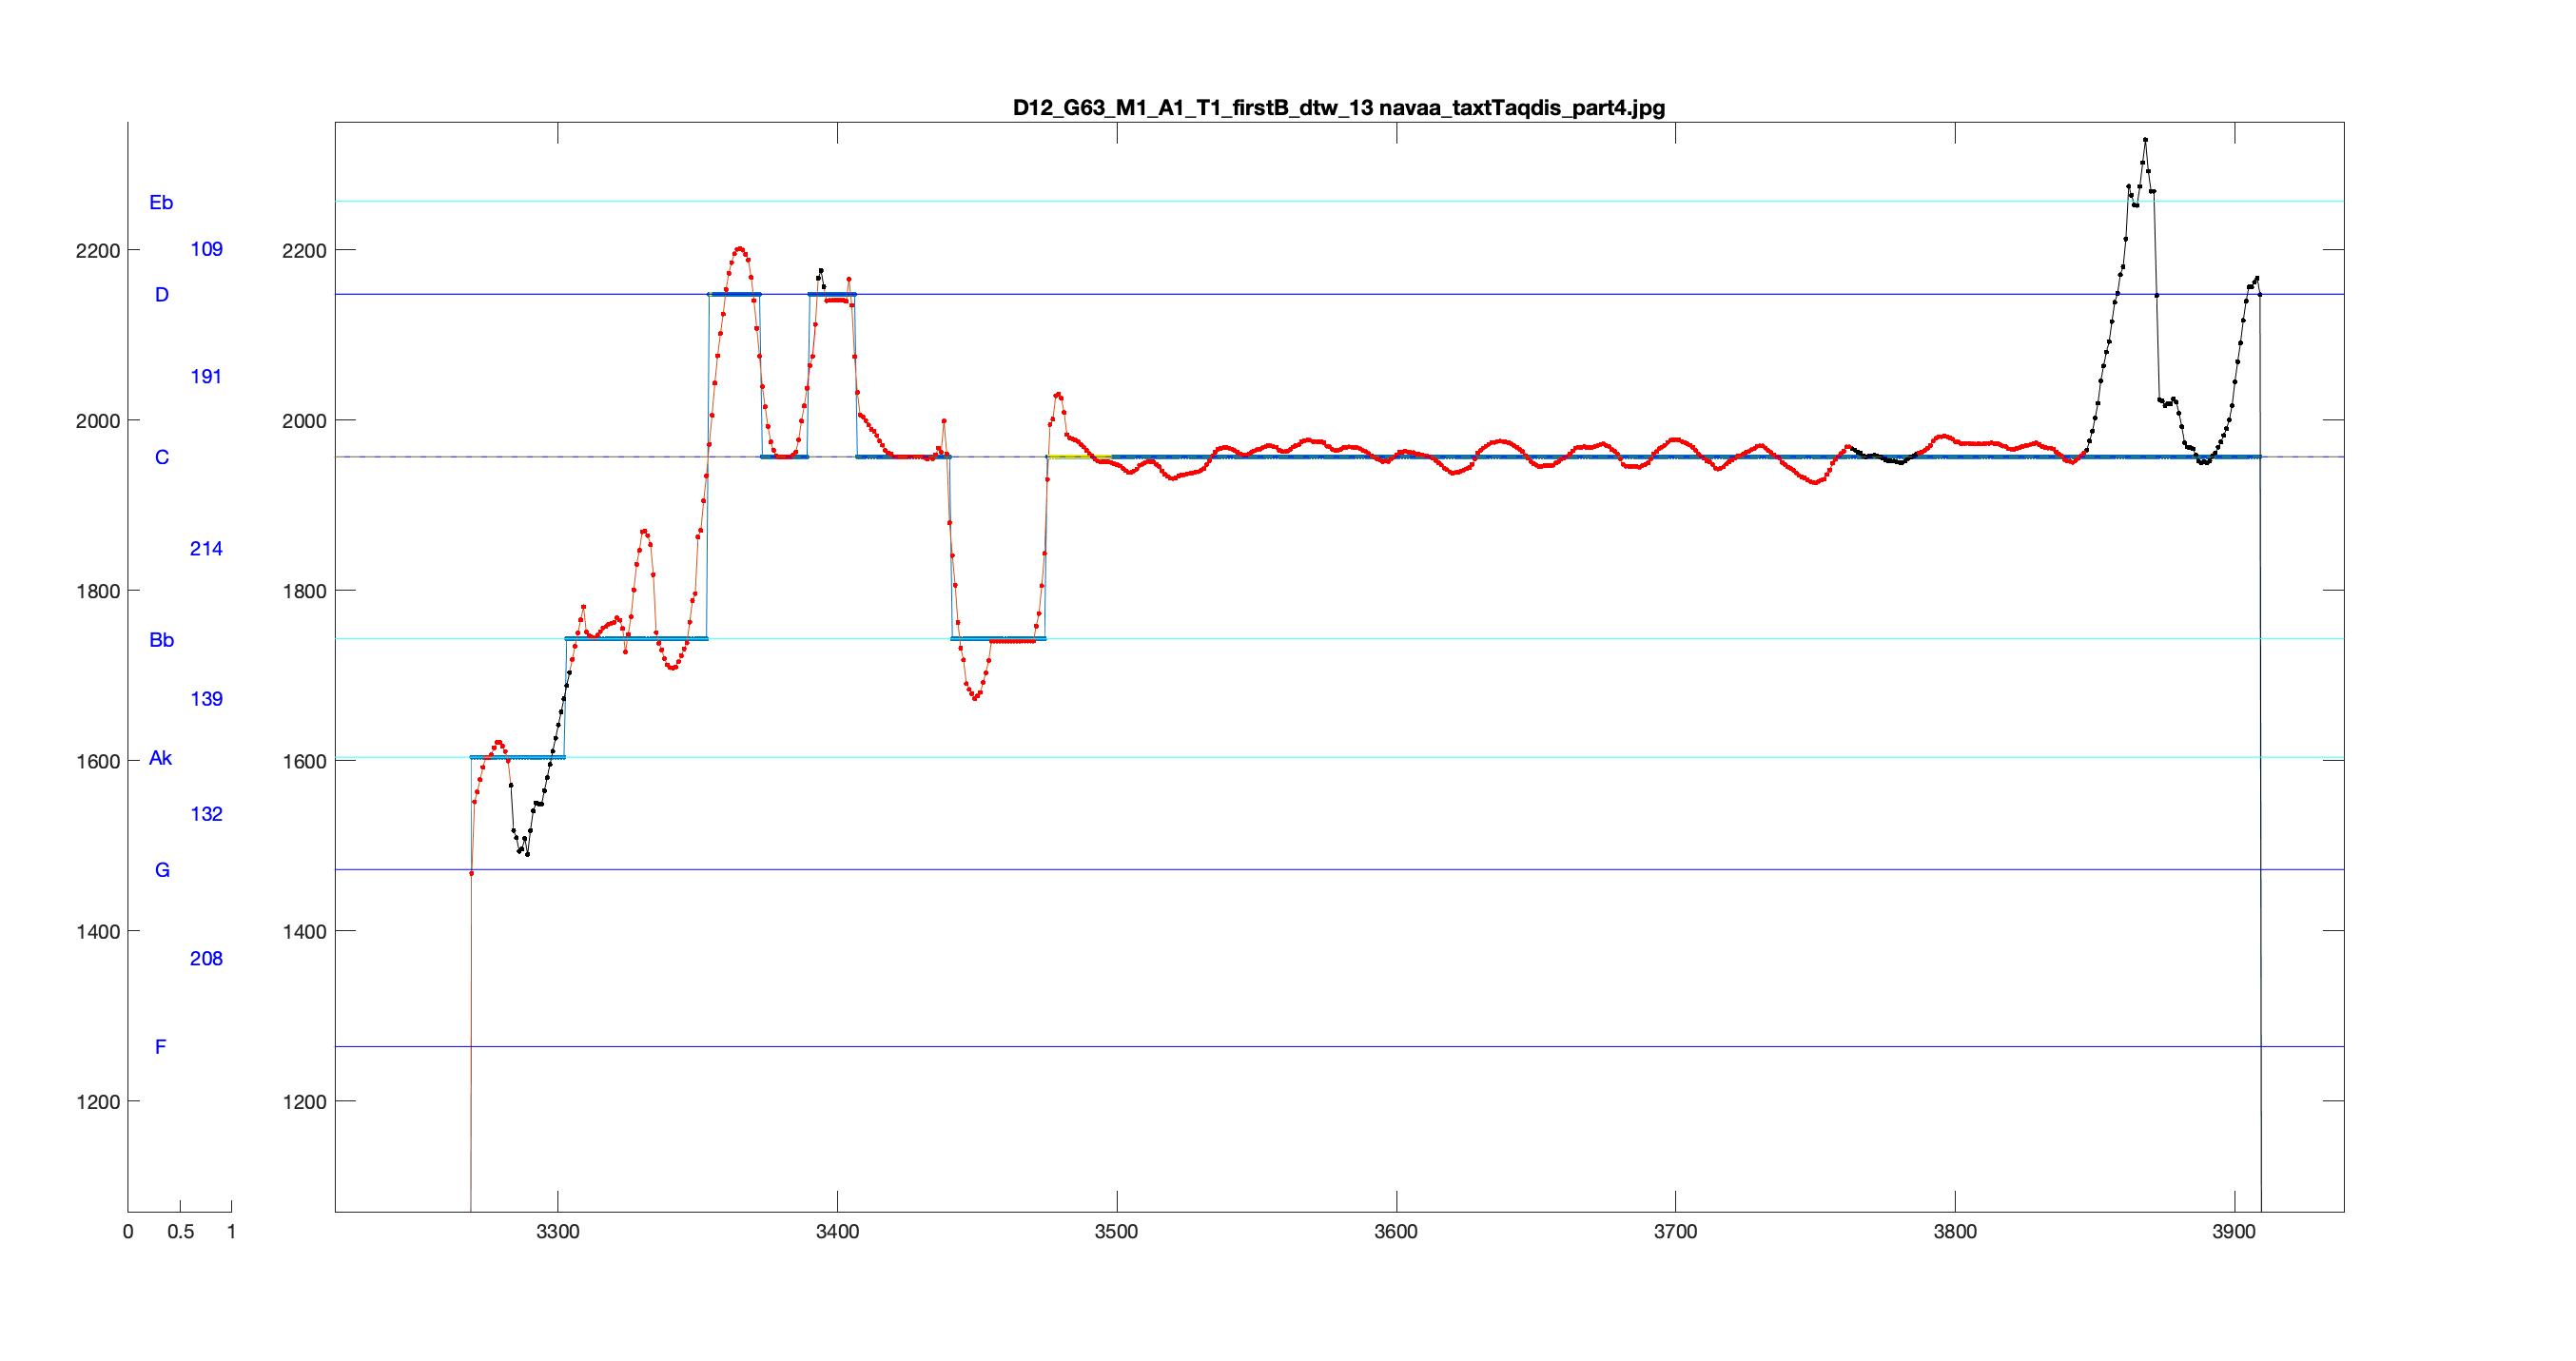 D12_G63_M1_A1_T1_firstB_dtw_13 navaa_taxtTaqdis_part4.jpg
Eb
2200 109 2200
D
191
2000 2000
C
214
1800 1800
Bb
139
1600 Ak 1600
132
G
1400 1400
208
F
1200 1200
0 0.5 1 3300 3400 3500 3600 3700 3800 3900